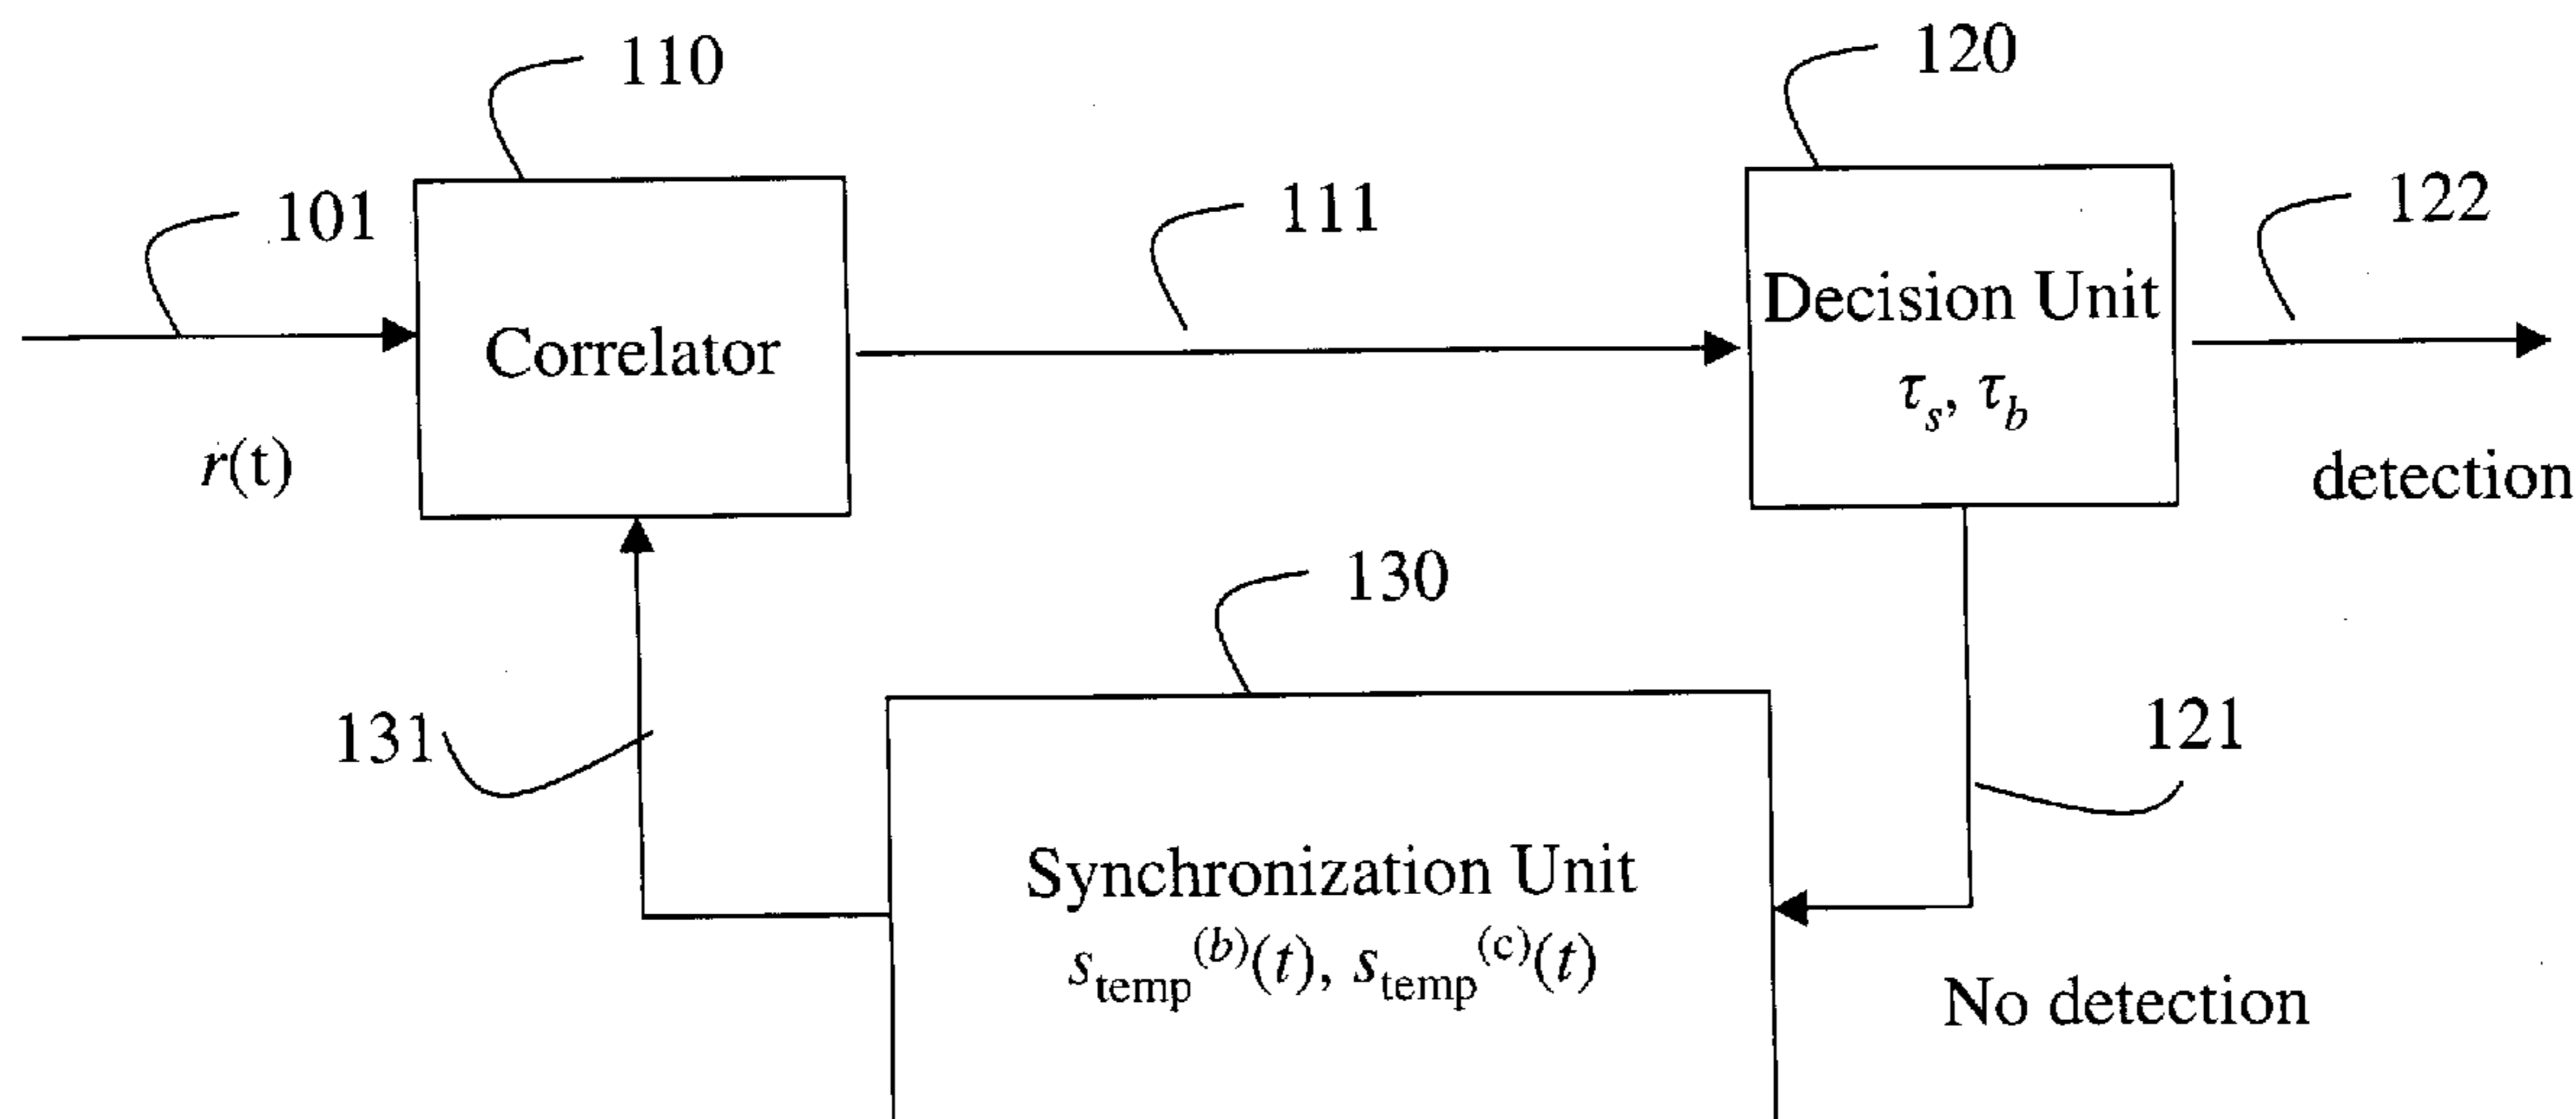 110
120
101
111
122
Correlator
Decision Unit
τs, τb
r(t)
detection
130
131
121
Synchronization Unit
stemp(b)(t), stemp(c)(t)
No detection